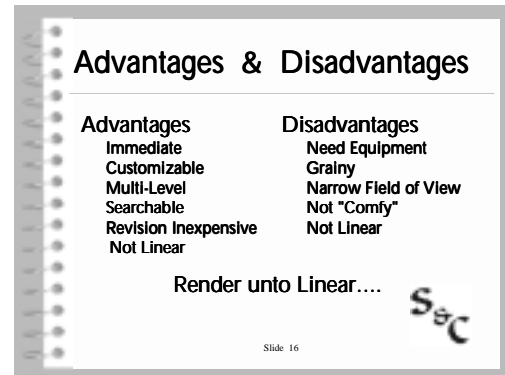 Advantages & Disadvantages
Advantages
Immediate
Customizable
Multi-Level
Searchable
Revision Inexpensive
Not Linear
Disadvantages
Need Equipment
Grainy
Narrow Field of View
Not "Comfy"
Not Linear
Render unto Linear....
S&C
Slide 16